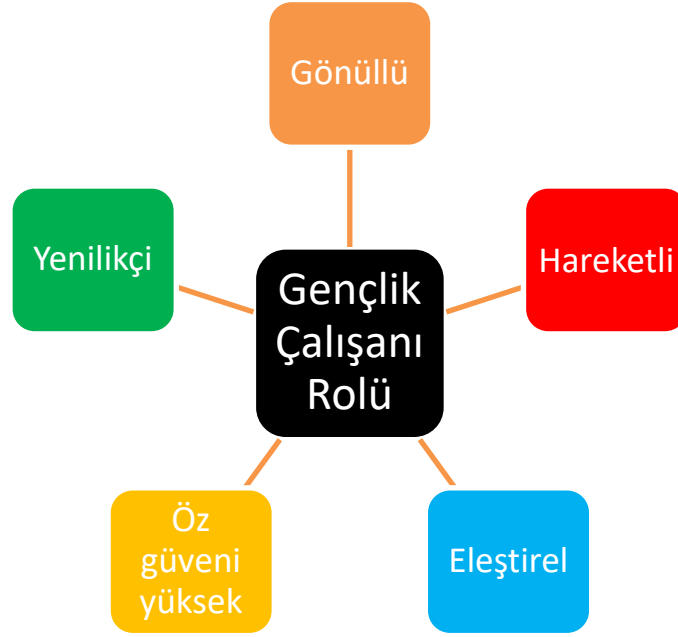 Gönüllü
Yenilikçi
Hareketli
Gençlik
Çalışanı
Rolü
Öz
güveni
yüksek
Eleştirel